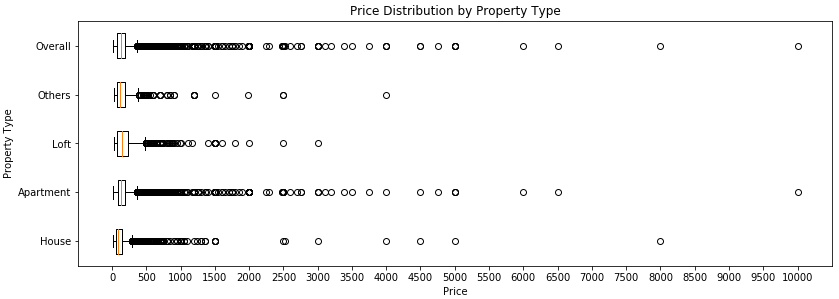 Price Distribution by Property Type
Property Type
Overall
Others
Loft
Apartment
House
0 500 1000 1500 2000 2500 3000 3500 4000 4500 5000 5500 6000 6500 7000 7500 8000 8500 9000 9500 10000
Price